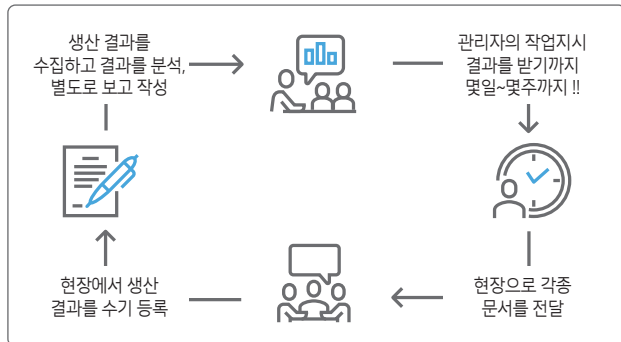 생산 결과를
수집하고 결과를 분석,
별도로 보고 작성
관리자의 작업지시
결과를 받기까지
몇일~몇주까지 !!
현장에서 생산
결과를 수기 등록
현장으로 각종
문서를 전달